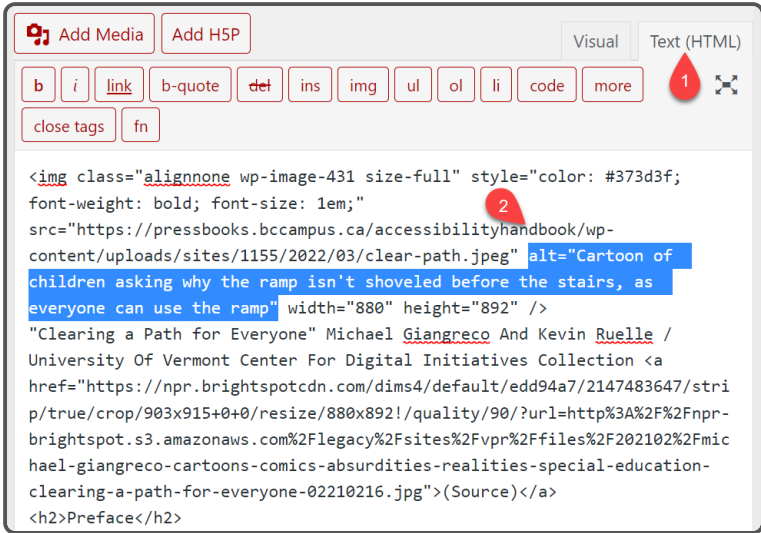 Add Media Add H5P
Visual Text (HTML)
b i link b-quote del ins img ul ol li code more 1
close tags fn
<img class="alignnone wp-image-431 size-full" style="color: #373d3f;
font-weight: bold; font-size: 1em;"
2
src="https://pressbooks.bccampus.ca/accessibilityhandbook/wp-
content/uploads/sites/1155/2022/03/clear-path.jpeg" alt="Cartoon of
children asking why the ramp isn't shoveled before the stairs, as
everyone can use the ramp" width="880" height="892" />
"Clearing a Path for Everyone" Michael Giangreco And Kevin Ruelle /
University Of Vermont Center For Digital Initiatives Collection <a
href="https://npr.brightspotcdn.com/dims4/default/edd94a7/2147483647/stri
p/true/crop/903x915+0+0/resize/880x892!/quality/90/?url=http%3A%2F%2Fnpr-
brightspot.s3.amazonaws.com%2Flegacy%2Fsites%2Fvpr%2Ffiles%2F202102%2Fmic
hael-giangreco-cartoons-comics-absurdities-realities-special-education-
clearing-a-path-for-everyone-02210216.jpg">(Source)</a>
<h2>Preface</h2>